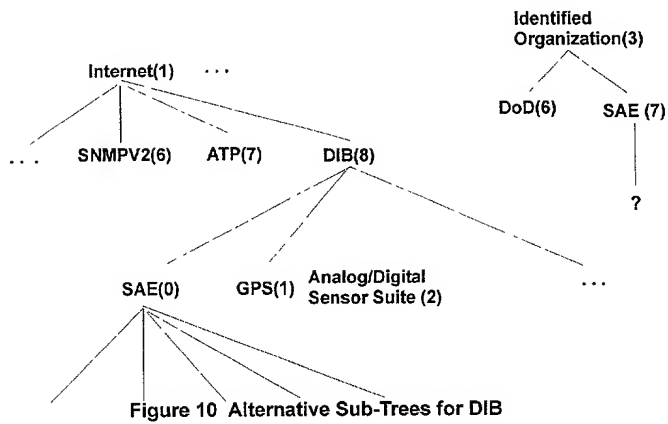 Identified
Organization(3)
Internet(1) ...
DoD(6) SAE (7)
... SNMPV2(6) ATP(7) DIB(8)
?
SAE(0) GPS(1) Analog/Digital
Sensor Suite (2) ...
Figure 10 Alternative Sub-Trees for DIB